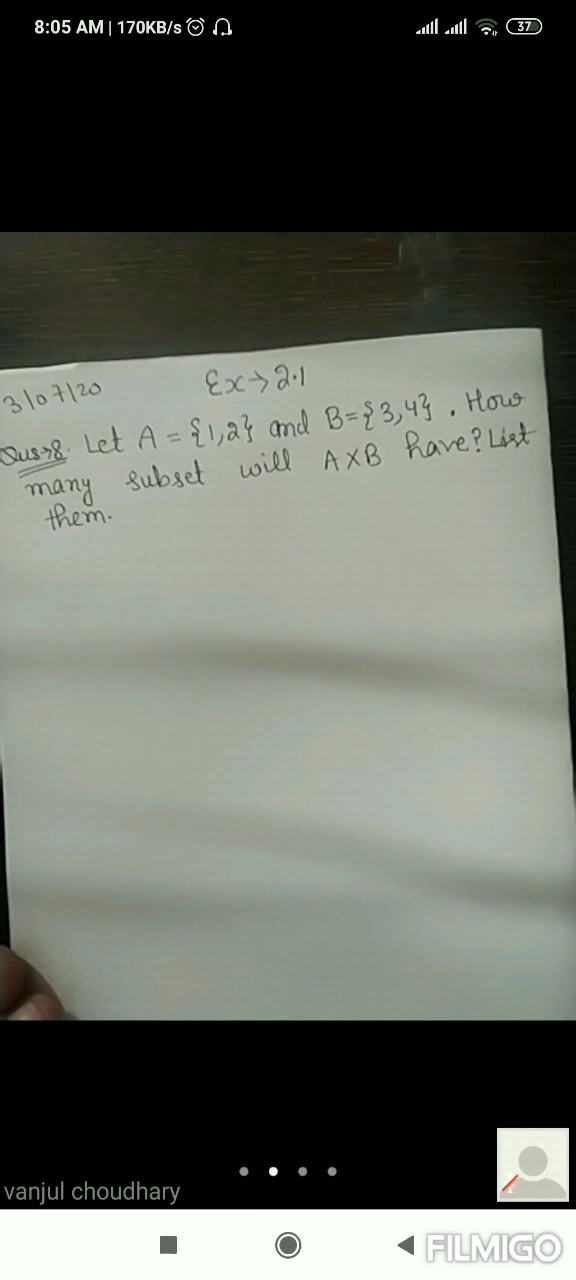 8:05 AM | 170KB/s
37
3/07/20
Ex→2.1
Qus→8. Let A = {1,2} and B={3,4} . How
many subset will A×B have? List
them.
vanjul choudhary
FILMIGO